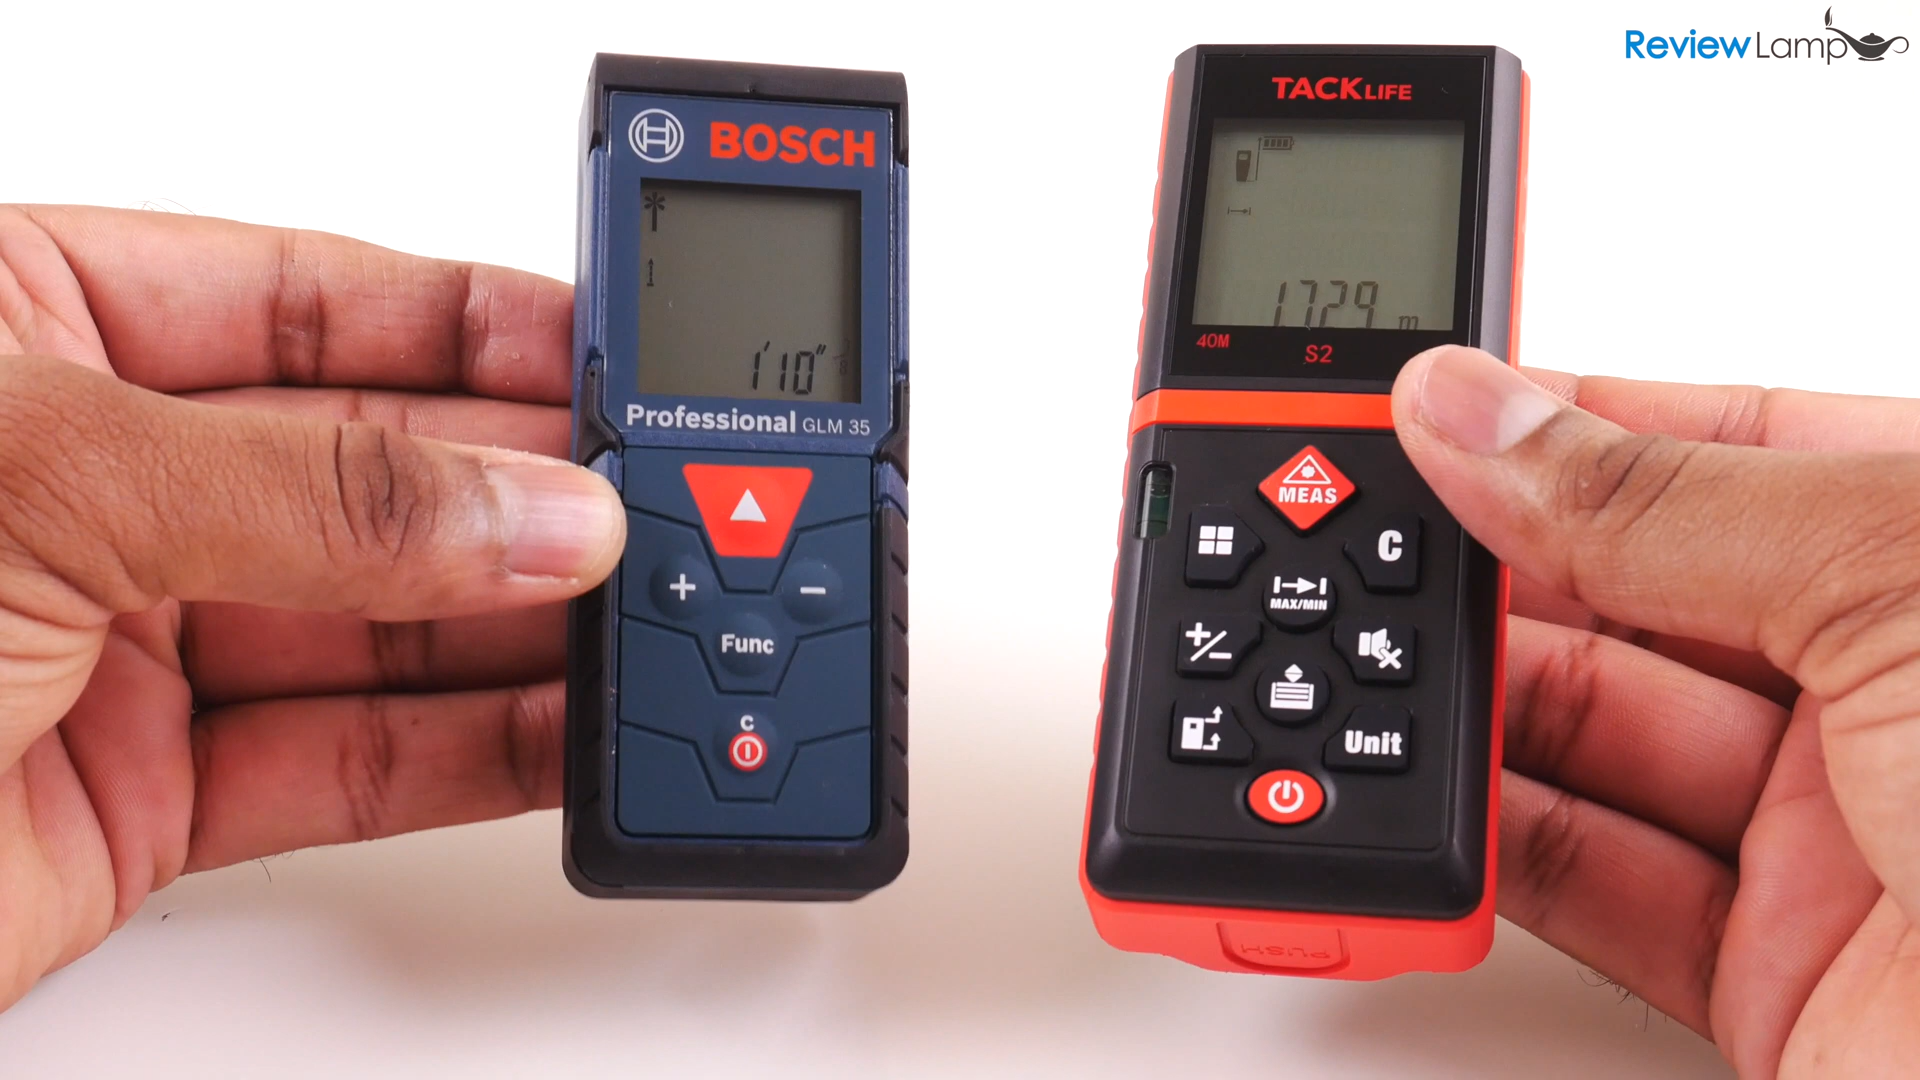 ReviewLamp
BOSCH
1'10"
Professional GLM 35
+ -
Func
C
TACKLIFE
1.729 m
40M
S2
MEAS
C
MAX/MIN
+/-
Unit
PUSH